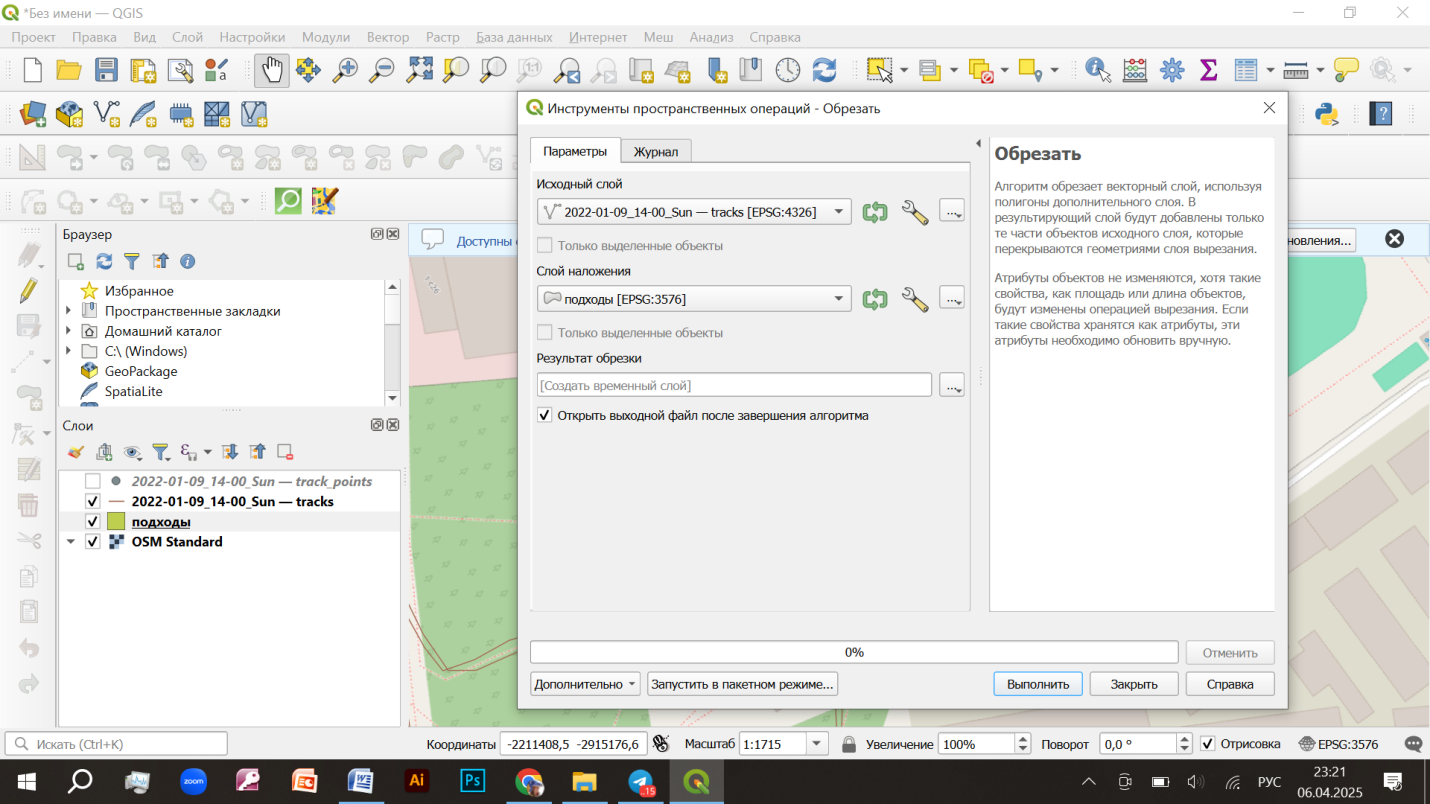 *Без имени — QGIS
Проект Правка Вид Слой Настройки Модули Вектор Растр База данных Интернет Меш Анализ Справка
Инструменты пространственных операций - Обрезать
Параметры Журнал
Исходный слой
2022-01-09_14-00_Sun — tracks [EPSG:4326]
Только выделенные объекты
Слой наложения
подходы [EPSG:3576]
Только выделенные объекты
Результат обрезки
[Создать временный слой]
Открыть выходной файл после завершения алгоритма
Обрезать
Алгоритм обрезает векторный слой, используя
полигоны дополнительного слоя. В
результирующий слой будут добавлены только
те части объектов исходного слоя, которые
перекрываются геометриями слоя вырезания.
Атрибуты объектов не изменяются, хотя такие
свойства, как площадь или длина объектов,
будут изменены операцией вырезания. Если
такие свойства хранятся как атрибуты, эти
атрибуты необходимо обновить вручную.
0%
Отменить
Дополнительно Запустить в пакетном режиме... Выполнить Закрыть Справка
Браузер
Доступны
новления...
Избранное
Пространственные закладки
Домашний каталог
C:\ (Windows)
GeoPackage
SpatiaLite
Слои
2022-01-09_14-00_Sun — track_points
2022-01-09_14-00_Sun — tracks
подходы
OSM Standard
Искать (Ctrl+K) Координаты -2211408,5 -2915176,6 Масштаб 1:1715 Увеличение 100% Поворот 0,0 ° Отрисовка EPSG:3576
zoom Ai Ps 15 РУС 23:21
06.04.2025